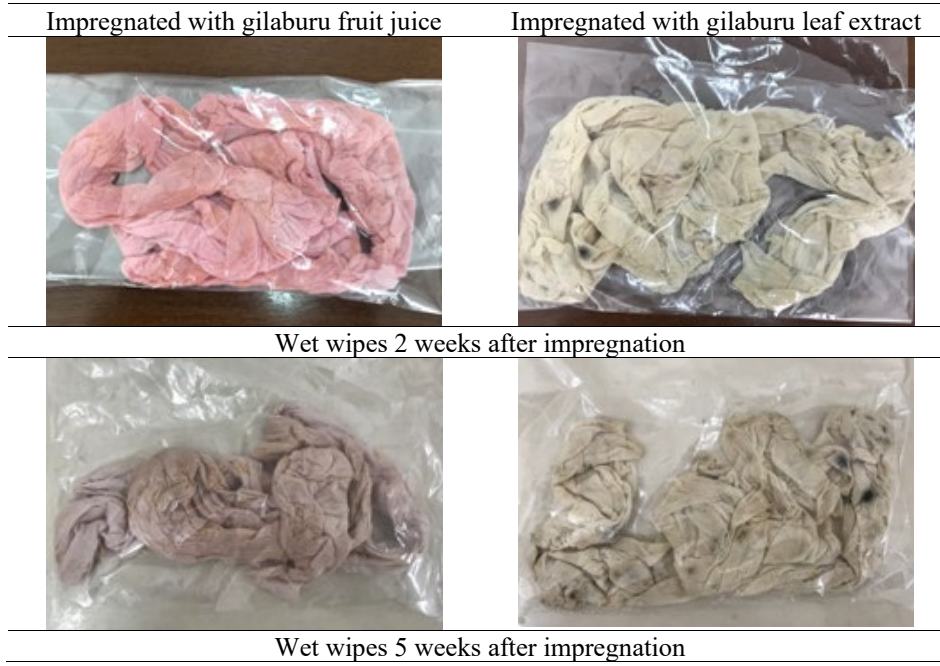 Impregnated with gilaburu fruit juice
Impregnated with gilaburu leaf extract
Wet wipes 2 weeks after impregnation
Wet wipes 5 weeks after impregnation